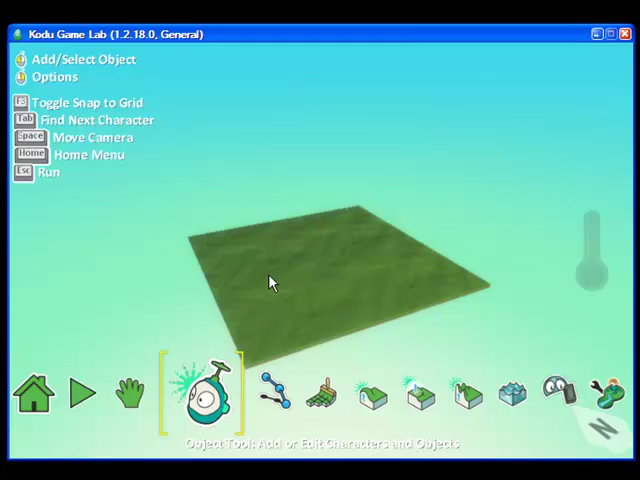 Kodu Game Lab (1.2.18.0, General)
Add/Select Object
Options
Toggle Snap to Grid
Tab Find Next Character
Space Move Camera
Home Home Menu
Esc Run
Object Tool: Add or Edit Characters and Objects
N